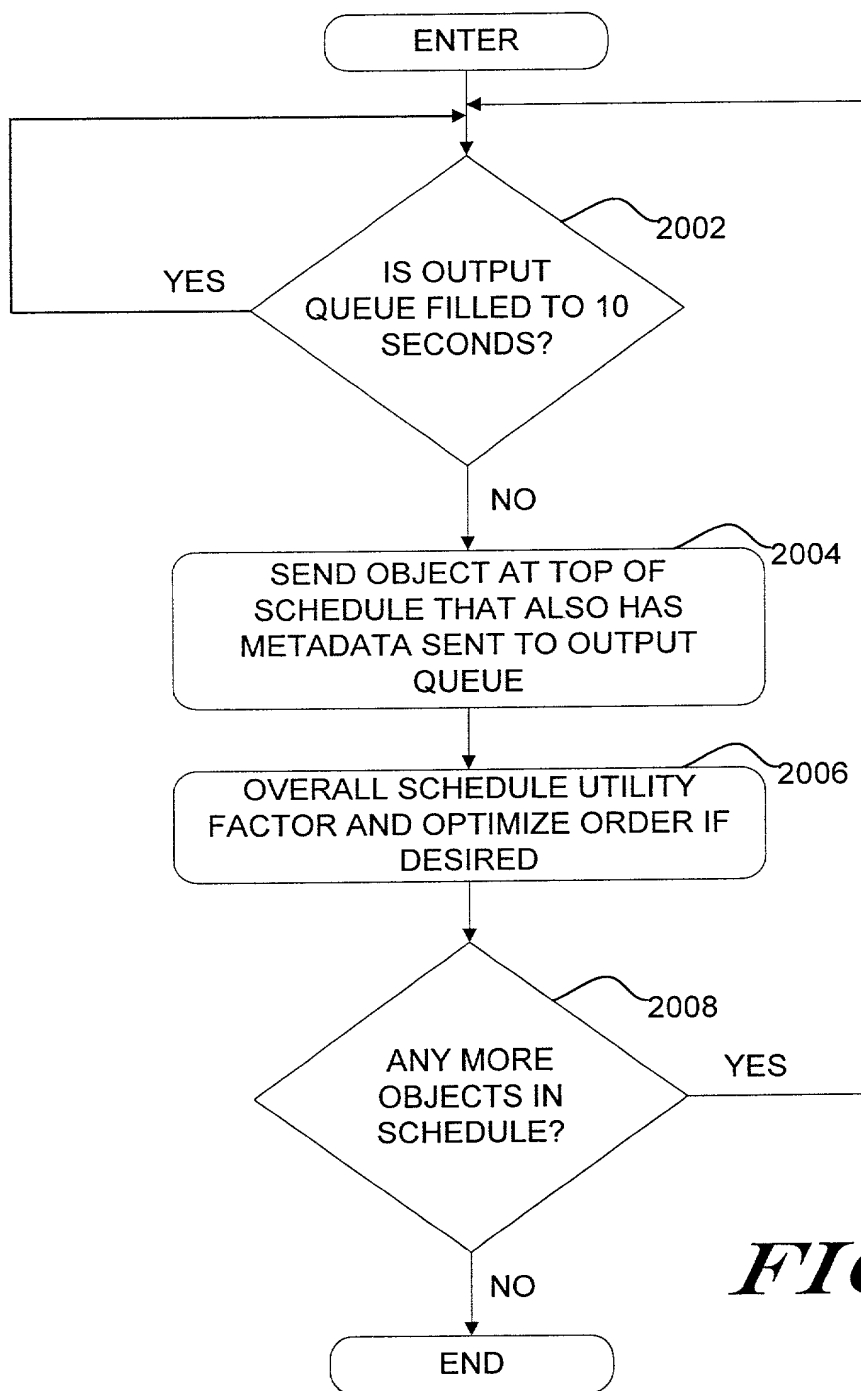 ENTER
2002
IS OUTPUT
QUEUE FILLED TO 10
SECONDS?
YES
NO
2004
SEND OBJECT AT TOP OF
SCHEDULE THAT ALSO HAS
METADATA SENT TO OUTPUT
QUEUE
2006
OVERALL SCHEDULE UTILITY
FACTOR AND OPTIMIZE ORDER IF
DESIRED
2008
ANY MORE
OBJECTS IN
SCHEDULE?
YES
NO
END